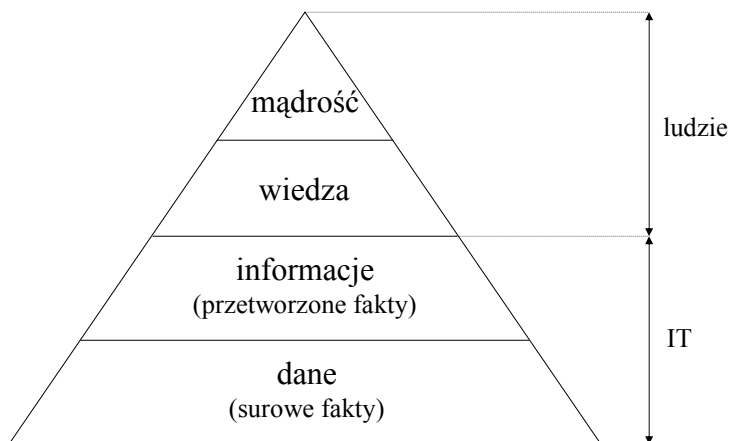 mądrość
ludzie
wiedza
informacje
(przetworzone fakty)
IT
dane
(surowe fakty)